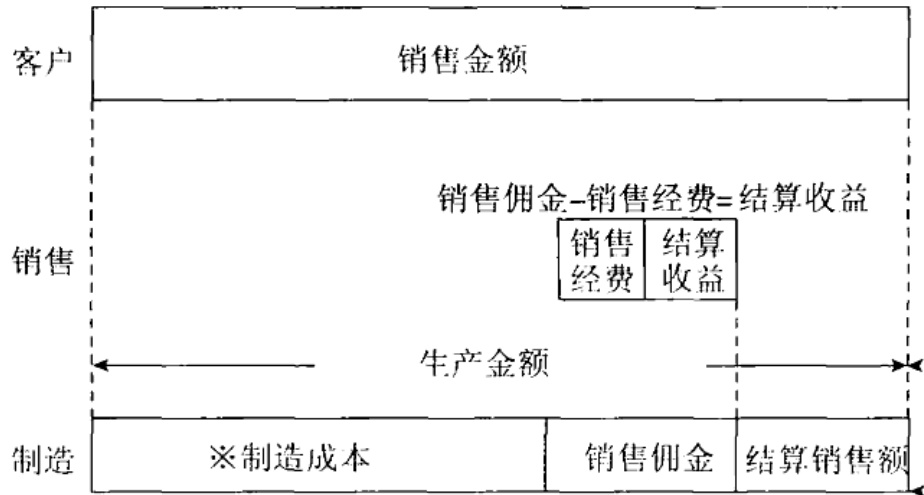 客户
销售金额
销售佣金-销售经费=结算收益
销售
销售
经费
结算
收益
生产金额
制造
※制造成本
销售佣金
结算销售额